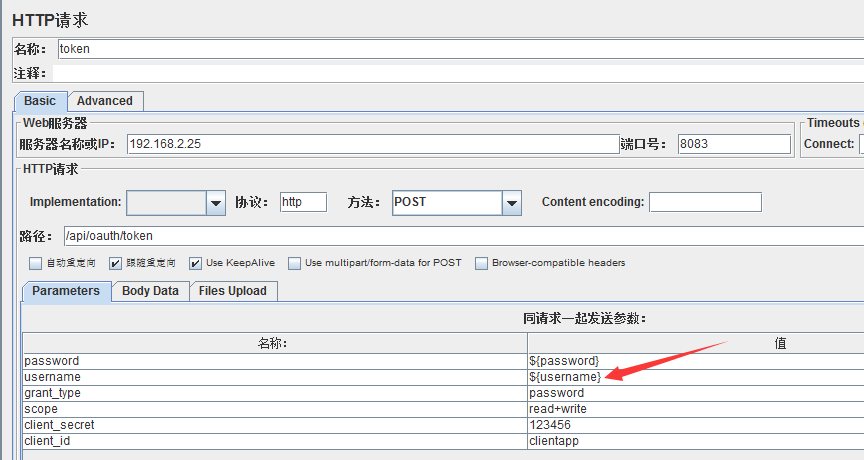 HTTP请求
名称： token
注释：
Basic Advanced
Web服务器 Timeouts
服务器名称或IP： 192.168.2.25 端口号： 8083 Connect:
HTTP请求
Implementation: 协议： http 方法： POST Content encoding:
路径： /api/oauth/token
自动重定向 跟随重定向 Use KeepAlive Use multipart/form-data for POST Browser-compatible headers
Parameters Body Data Files Upload
同请求一起发送参数：
名称： 值
password ${password}
username ${username}
grant_type password
scope read+write
client_secret 123456
client_id clientapp